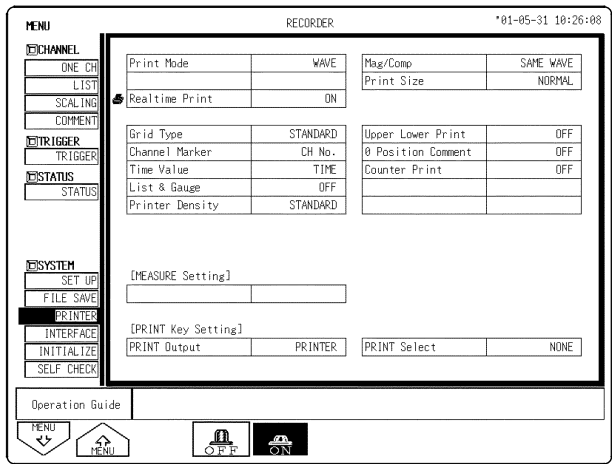 MENU
RECORDER
'01-05-31 10:26:08
CHANNEL
ONE CH
LIST
SCALING
COMMENT
TRIGGER
TRIGGER
STATUS
STATUS
SYSTEM
SET UP
FILE SAVE
PRINTER
INTERFACE
INITIALIZE
SELF CHECK
Print Mode WAVE Mag/Comp SAME WAVE
Print Size NORMAL
Realtime Print ON
Grid Type STANDARD Upper Lower Print OFF
Channel Marker CH No. 0 Position Comment OFF
Time Value TIME Counter Print OFF
List & Gauge OFF
Printer Density STANDARD
[MEASURE Setting]
[PRINT Key Setting]
PRINT Output PRINTER PRINT Select NONE
Operation Guide
MENU
MENU
OFF
ON